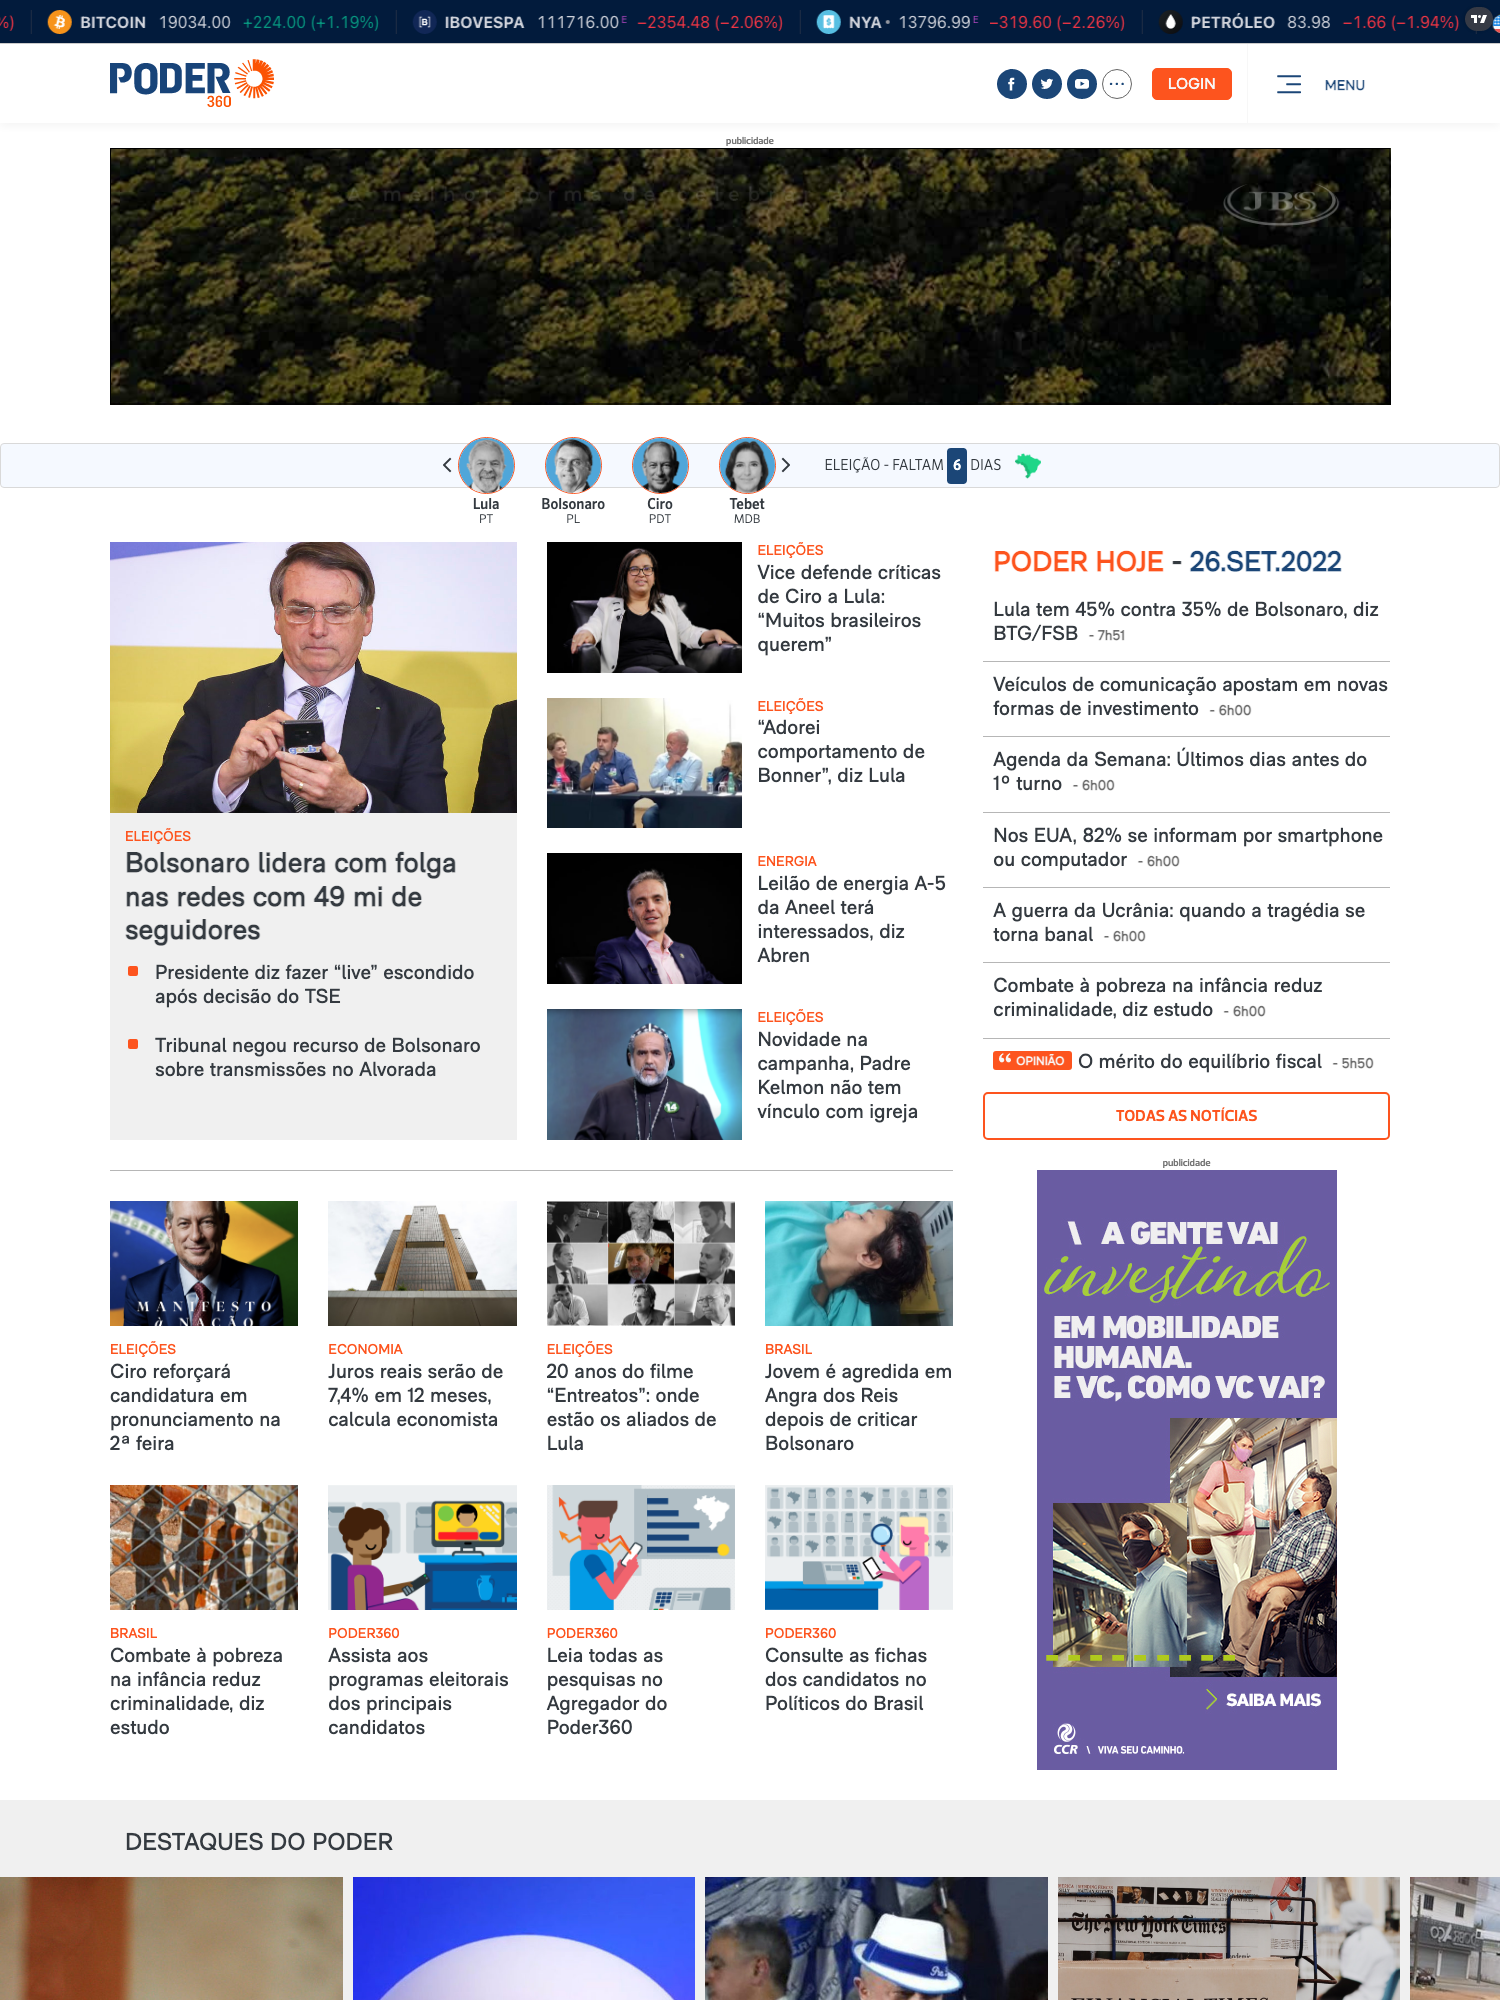 BITCOIN 19034.00 +224.00 (+1.19%)
IBOVESPA 111716.00 E −2354.48 (−2.06%)
NYA 13796.99 E −319.60 (−2.26%)
PETRÓLEO 83.98 −1.66 (−1.94%)
PODER
360
LOGIN
MENU
publicidade
JBS
ELEIÇÃO - FALTAM 6 DIAS
Lula
PT
Bolsonaro
PL
Ciro
PDT
Tebet
MDB
ELEIÇÕES
Bolsonaro lidera com folga
nas redes com 49 mi de
seguidores
Presidente diz fazer “live” escondido
após decisão do TSE
Tribunal negou recurso de Bolsonaro
sobre transmissões no Alvorada
ELEIÇÕES
Vice defende críticas
de Ciro a Lula:
“Muitos brasileiros
querem”
ELEIÇÕES
“Adorei
comportamento de
Bonner”, diz Lula
ENERGIA
Leilão de energia A-5
da Aneel terá
interessados, diz
Abren
14
ELEIÇÕES
Novidade na
campanha, Padre
Kelmon não tem
vínculo com igreja
PODER HOJE - 26.SET.2022
Lula tem 45% contra 35% de Bolsonaro, diz
BTG/FSB - 7h51
Veículos de comunicação apostam em novas
formas de investimento - 6h00
Agenda da Semana: Últimos dias antes do
1º turno - 6h00
Nos EUA, 82% se informam por smartphone
ou computador - 6h00
A guerra da Ucrânia: quando a tragédia se
torna banal - 6h00
Combate à pobreza na infância reduz
criminalidade, diz estudo - 6h00
OPINIÃO O mérito do equilíbrio fiscal - 5h50
TODAS AS NOTÍCIAS
MANIFESTO
à NAÇÃO
ELEIÇÕES
Ciro reforçará
candidatura em
pronunciamento na
2ª feira
ECONOMIA
Juros reais serão de
7,4% em 12 meses,
calcula economista
ELEIÇÕES
20 anos do filme
“Entreatos”: onde
estão os aliados de
Lula
BRASIL
Jovem é agredida em
Angra dos Reis
depois de criticar
Bolsonaro
BRASIL
Combate à pobreza
na infância reduz
criminalidade, diz
estudo
PODER360
Assista aos
programas eleitorais
dos principais
candidatos
PODER360
Leia todas as
pesquisas no
Agregador do
Poder360
PODER360
Consulte as fichas
dos candidatos no
Políticos do Brasil
publicidade
\ A GENTE VAI
investindo
EM MOBILIDADE
HUMANA.
E VC, COMO VC VAI?
SAIBA MAIS
CCR \ VIVA SEU CAMINHO.
DESTAQUES DO PODER
The New York Times
FINANCIAL TIMES